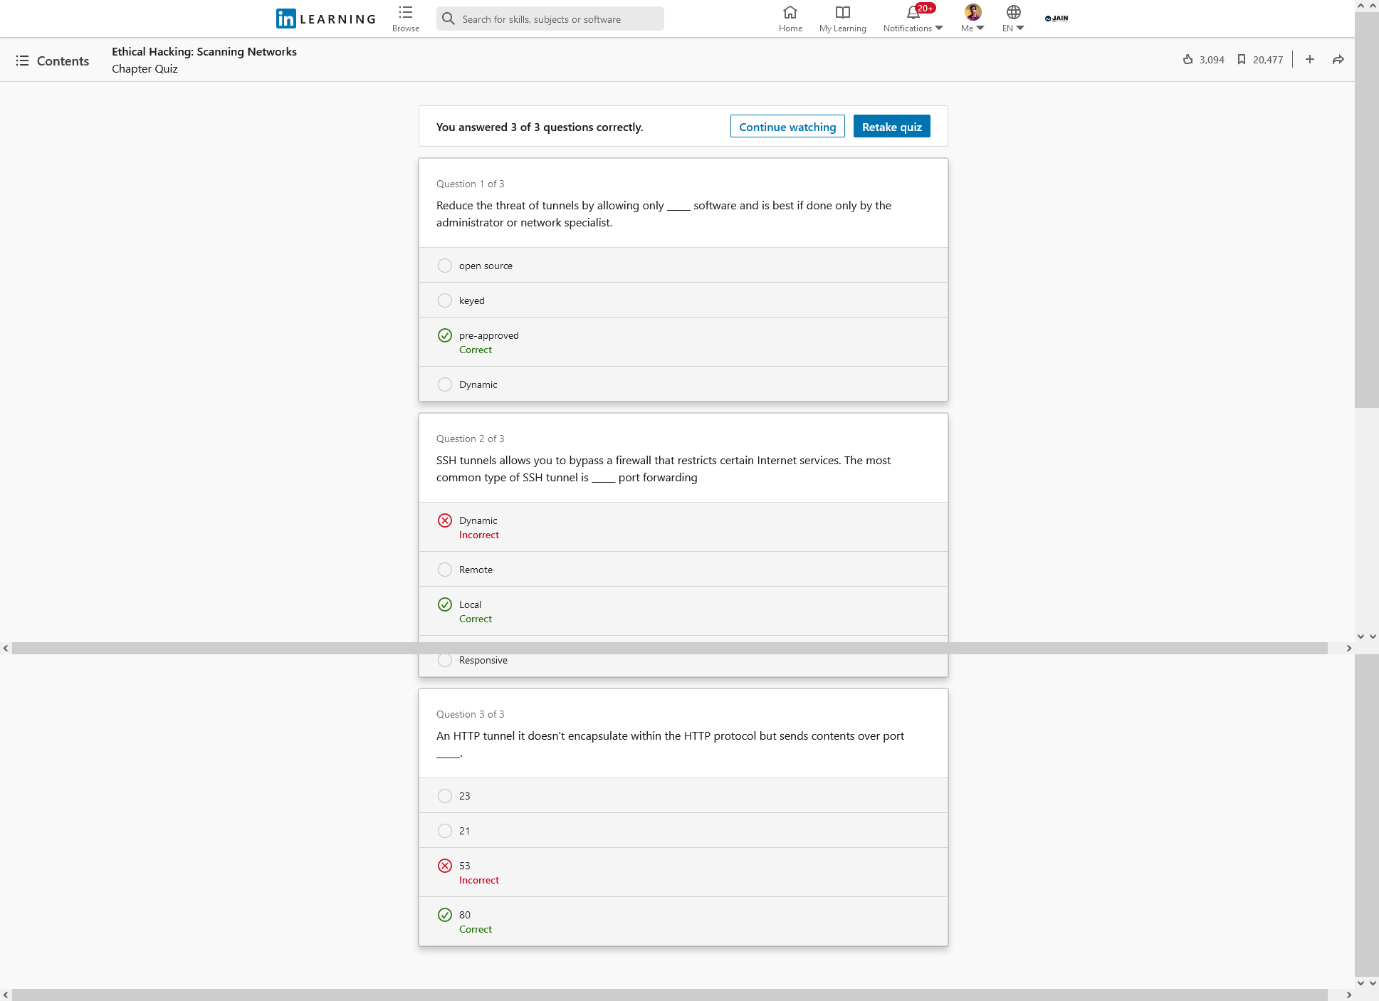 in LEARNING
Browse
Search for skills, subjects or software
Home
My Learning
20+
Notifications
Me
EN
JAIN
Contents
Ethical Hacking: Scanning Networks
Chapter Quiz
3,094
20,477
You answered 3 of 3 questions correctly.
Continue watching
Retake quiz
Question 1 of 3
Reduce the threat of tunnels by allowing only _____ software and is best if done only by the
administrator or network specialist.
open source
keyed
pre-approved
Correct
Dynamic
Question 2 of 3
SSH tunnels allows you to bypass a firewall that restricts certain Internet services. The most
common type of SSH tunnel is _____ port forwarding
Dynamic
Incorrect
Remote
Local
Correct
Responsive
Question 3 of 3
An HTTP tunnel it doesn't encapsulate within the HTTP protocol but sends contents over port
_____.
23
21
53
Incorrect
80
Correct